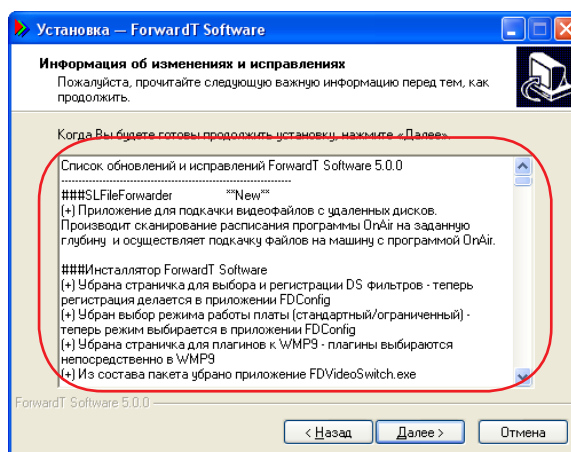 Установка — ForwardT Software
Информация об изменениях и исправлениях
Пожалуйста, прочитайте следующую важную информацию перед тем, как
продолжить.
Когда Вы будете готовы продолжить установку, нажмите «Далее».
Список обновлений и исправлений ForwardT Software 5.0.0
------------------------------------------------------------
###SLFileForwarder **New**
(+) Приложение для подкачки видеофайлов с удаленных дисков.
Производит сканирование расписания программы OnAir на заданную
глубину и осуществляет подкачку файлов на машину с программой OnAir.
###Инсталлятор ForwardT Software
(+) Убрана страничка для выбора и регистрации DS фильтров - теперь
регистрация делается в приложении FDConfig
(+) Убран выбор режима работы платы (стандартный/ограниченный) -
теперь режим выбирается в приложении FDConfig
(+) Убрана страничка для плагинов к WMP9 - плагины выбираются
непосредственно в WMP9
(+) Из состава пакета убрано приложение FDVideoSwitch.exe
ForwardT Software 5.0.0
< Назад Далее > Отмена